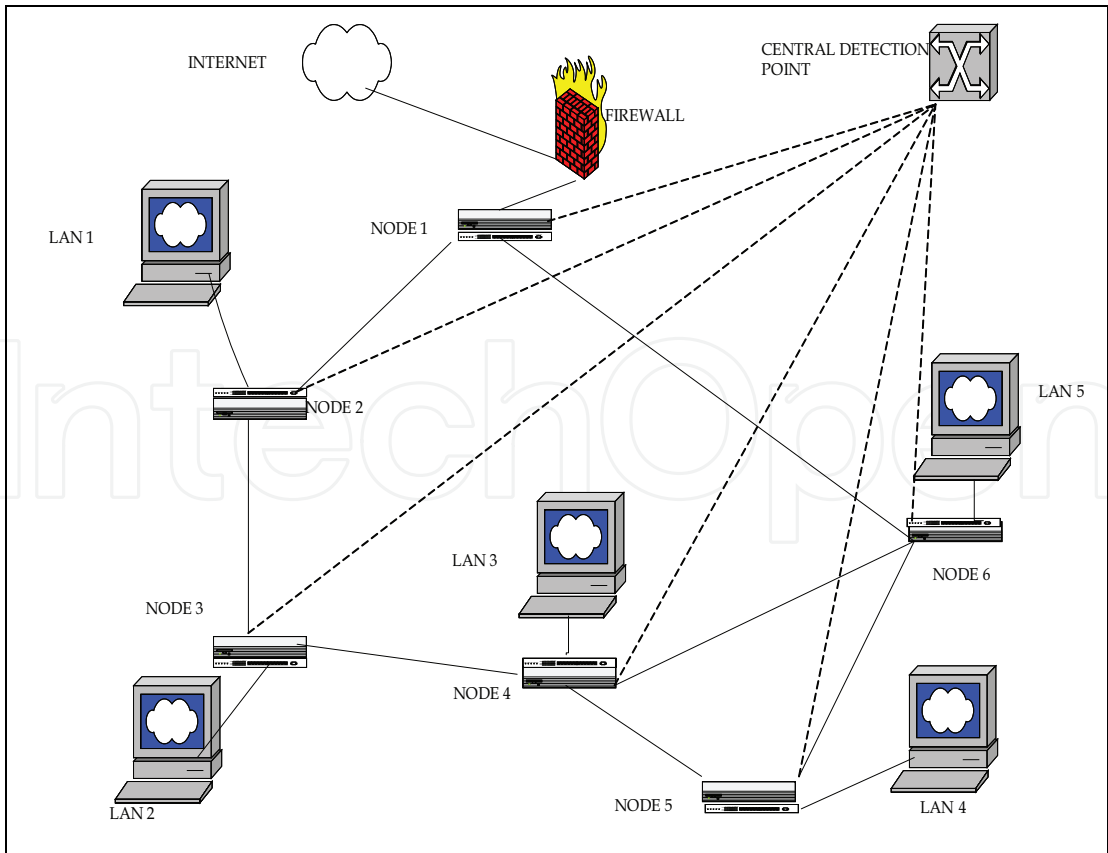 INTERNET
CENTRAL DETECTION
POINT
FIREWALL
LAN 1
NODE 1
NODE 2
LAN 5
IntechOpen
LAN 3
NODE 6
NODE 3
NODE 4
NODE 5
LAN 2
LAN 4